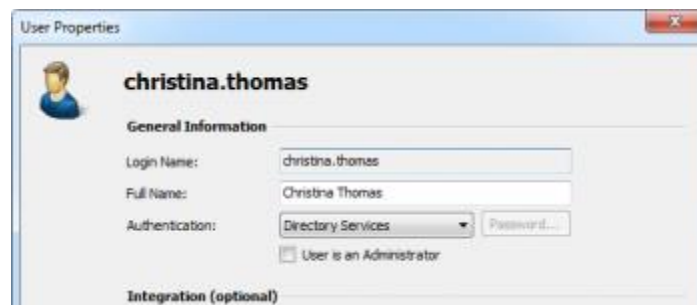 User Properties
christina.thomas
General Information
Login Name: christina.thomas
Full Name: Christina Thomas
Authentication: Directory Services Password...
User is an Administrator
Integration (optional)